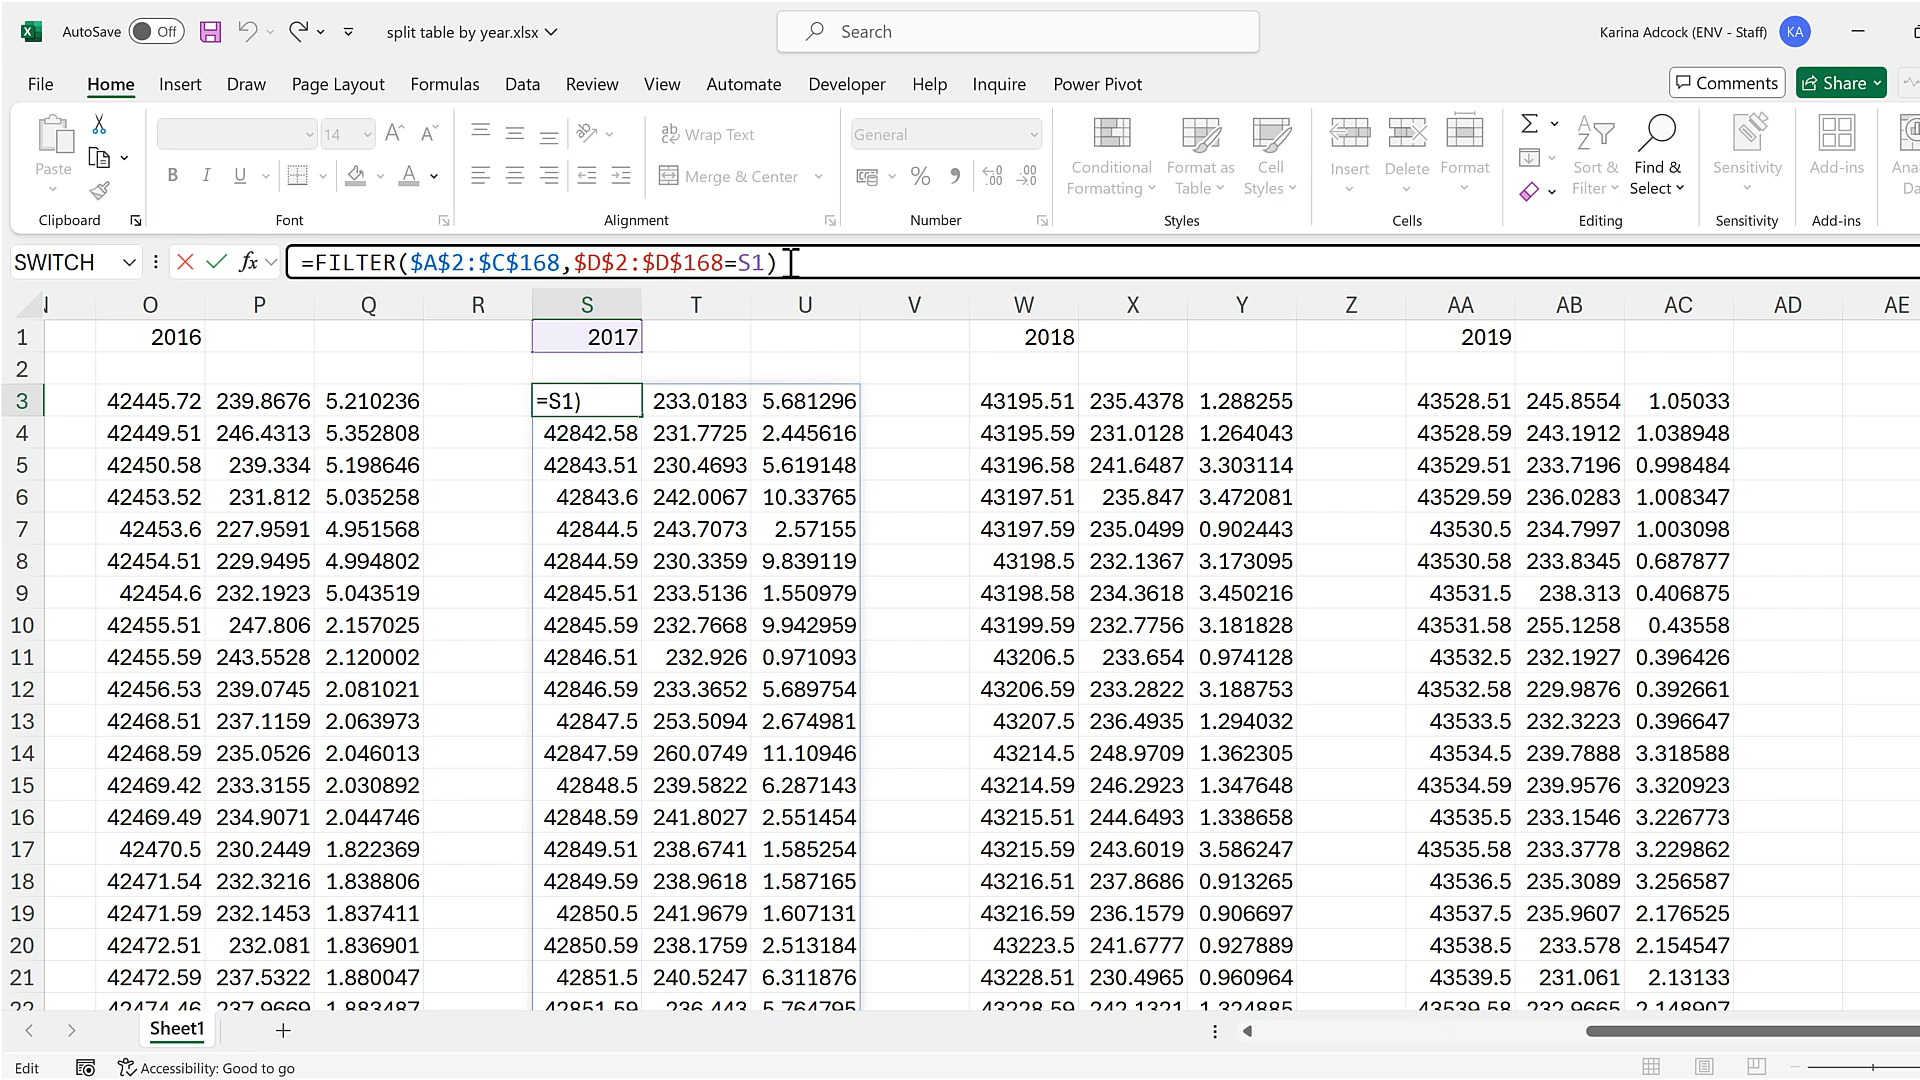 AutoSave Off split table by year.xlsx Search Karina Adcock (ENV - Staff) KA
File Home Insert Draw Page Layout Formulas Data Review View Automate Developer Help Inquire Power Pivot Comments Share
Paste 14 Wrap Text General Conditional Formatting Format as Table Cell Styles Insert Delete Format Sort & Filter Find & Select Sensitivity Add-ins
B I U Merge & Center
Clipboard Font Alignment Number Styles Cells Editing Sensitivity Add-ins
SWITCH fx =FILTER($A$2:$C$168,$D$2:$D$168=S1)
O P Q R S T U V W X Y Z AA AB AC AD AE
1 2016 2017 2018 2019
2
3 42445.72 239.8676 5.210236 =S1) 233.0183 5.681296 43195.51 235.4378 1.288255 43528.51 245.8554 1.05033
4 42449.51 246.4313 5.352808 42842.58 231.7725 2.445616 43195.59 231.0128 1.264043 43528.59 243.1912 1.038948
5 42450.58 239.334 5.198646 42843.51 230.4693 5.619148 43196.58 241.6487 3.303114 43529.51 233.7196 0.998484
6 42453.52 231.812 5.035258 42843.6 242.0067 10.33765 43197.51 235.847 3.472081 43529.59 236.0283 1.008347
7 42453.6 227.9591 4.951568 42844.5 243.7073 2.57155 43197.59 235.0499 0.902443 43530.5 234.7997 1.003098
8 42454.51 229.9495 4.994802 42844.59 230.3359 9.839119 43198.5 232.1367 3.173095 43530.58 233.8345 0.687877
9 42454.6 232.1923 5.043519 42845.51 233.5136 1.550979 43198.58 234.3618 3.450216 43531.5 238.313 0.406875
10 42455.51 247.806 2.157025 42845.59 232.7668 9.942959 43199.59 232.7756 3.181828 43531.58 255.1258 0.43558
11 42455.59 243.5528 2.120002 42846.51 232.926 0.971093 43206.5 233.654 0.974128 43532.5 232.1927 0.396426
12 42456.53 239.0745 2.081021 42846.59 233.3652 5.689754 43206.59 233.2822 3.188753 43532.58 229.9876 0.392661
13 42468.51 237.1159 2.063973 42847.5 253.5094 2.674981 43207.5 236.4935 1.294032 43533.5 232.3223 0.396647
14 42468.59 235.0526 2.046013 42847.59 260.0749 11.10946 43214.5 248.9709 1.362305 43534.5 239.7888 3.318588
15 42469.42 233.3155 2.030892 42848.5 239.5822 6.287143 43214.59 246.2923 1.347648 43534.59 239.9576 3.320923
16 42469.49 234.9071 2.044746 42848.59 241.8027 2.551454 43215.51 244.6493 1.338658 43535.5 233.1546 3.226773
17 42470.5 230.2449 1.822369 42849.51 238.6741 1.585254 43215.59 243.6019 3.586247 43535.58 233.3778 3.229862
18 42471.54 232.3216 1.838806 42849.59 238.9618 1.587165 43216.51 237.8686 0.913265 43536.5 235.3089 3.256587
19 42471.59 232.1453 1.837411 42850.5 241.9679 1.607131 43216.59 236.1579 0.906697 43537.5 235.9607 2.176525
20 42472.51 232.081 1.836901 42850.59 238.1759 2.513184 43223.5 241.6777 0.927889 43538.5 233.578 2.154547
21 42472.59 237.5322 1.880047 42851.5 240.5247 6.311876 43228.51 230.4965 0.960964 43539.5 231.061 2.13133
22 42474.46 237.9669 1.883487 42851.59 236.443 5.764795 43228.59 242.1321 1.324885 43539.58 232.9665 2.148907
Sheet1
Edit Accessibility: Good to go